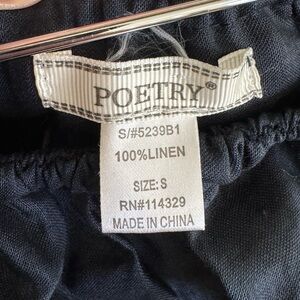 POETRY®
S/#5239B1
100%LINEN
SIZE: S
RN#114329
MADE IN CHINA